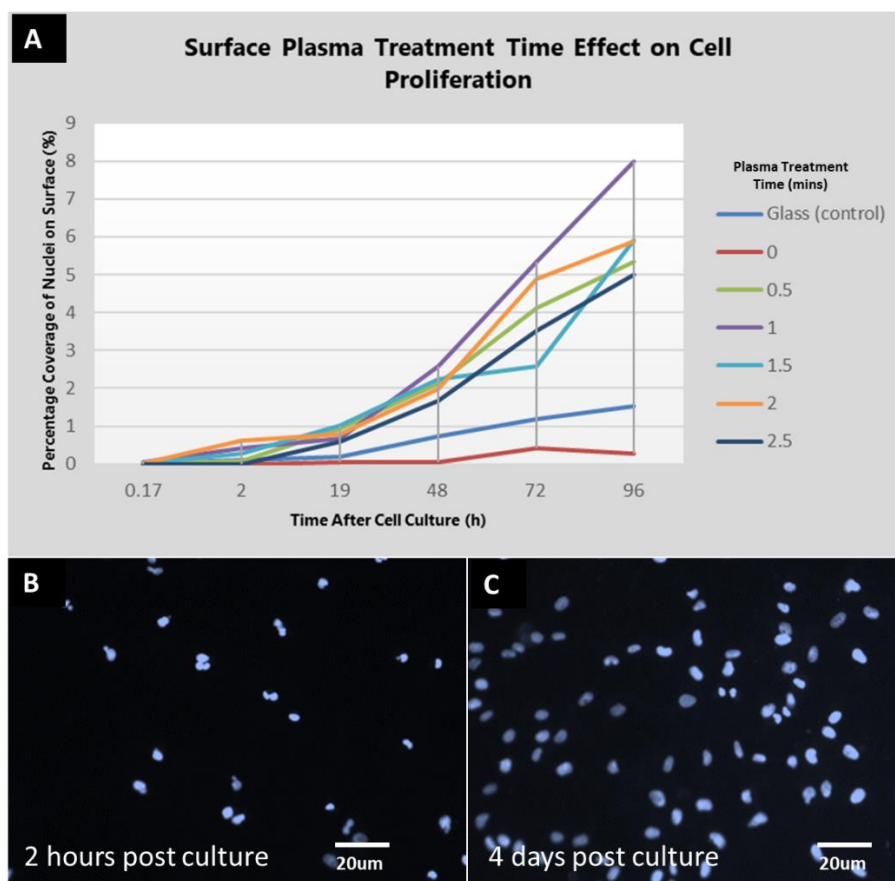 A
Surface Plasma Treatment Time Effect on Cell
Proliferation
Percentage Coverage of Nuclei on Surface (%)
9
8
7
6
5
4
3
2
1
0
0.17 2 19 48 72 96
Time After Cell Culture (h)
Plasma Treatment
Time (mins)
Glass (control)
0
0.5
1
1.5
2
2.5
B
2 hours post culture
20um
C
4 days post culture
20um